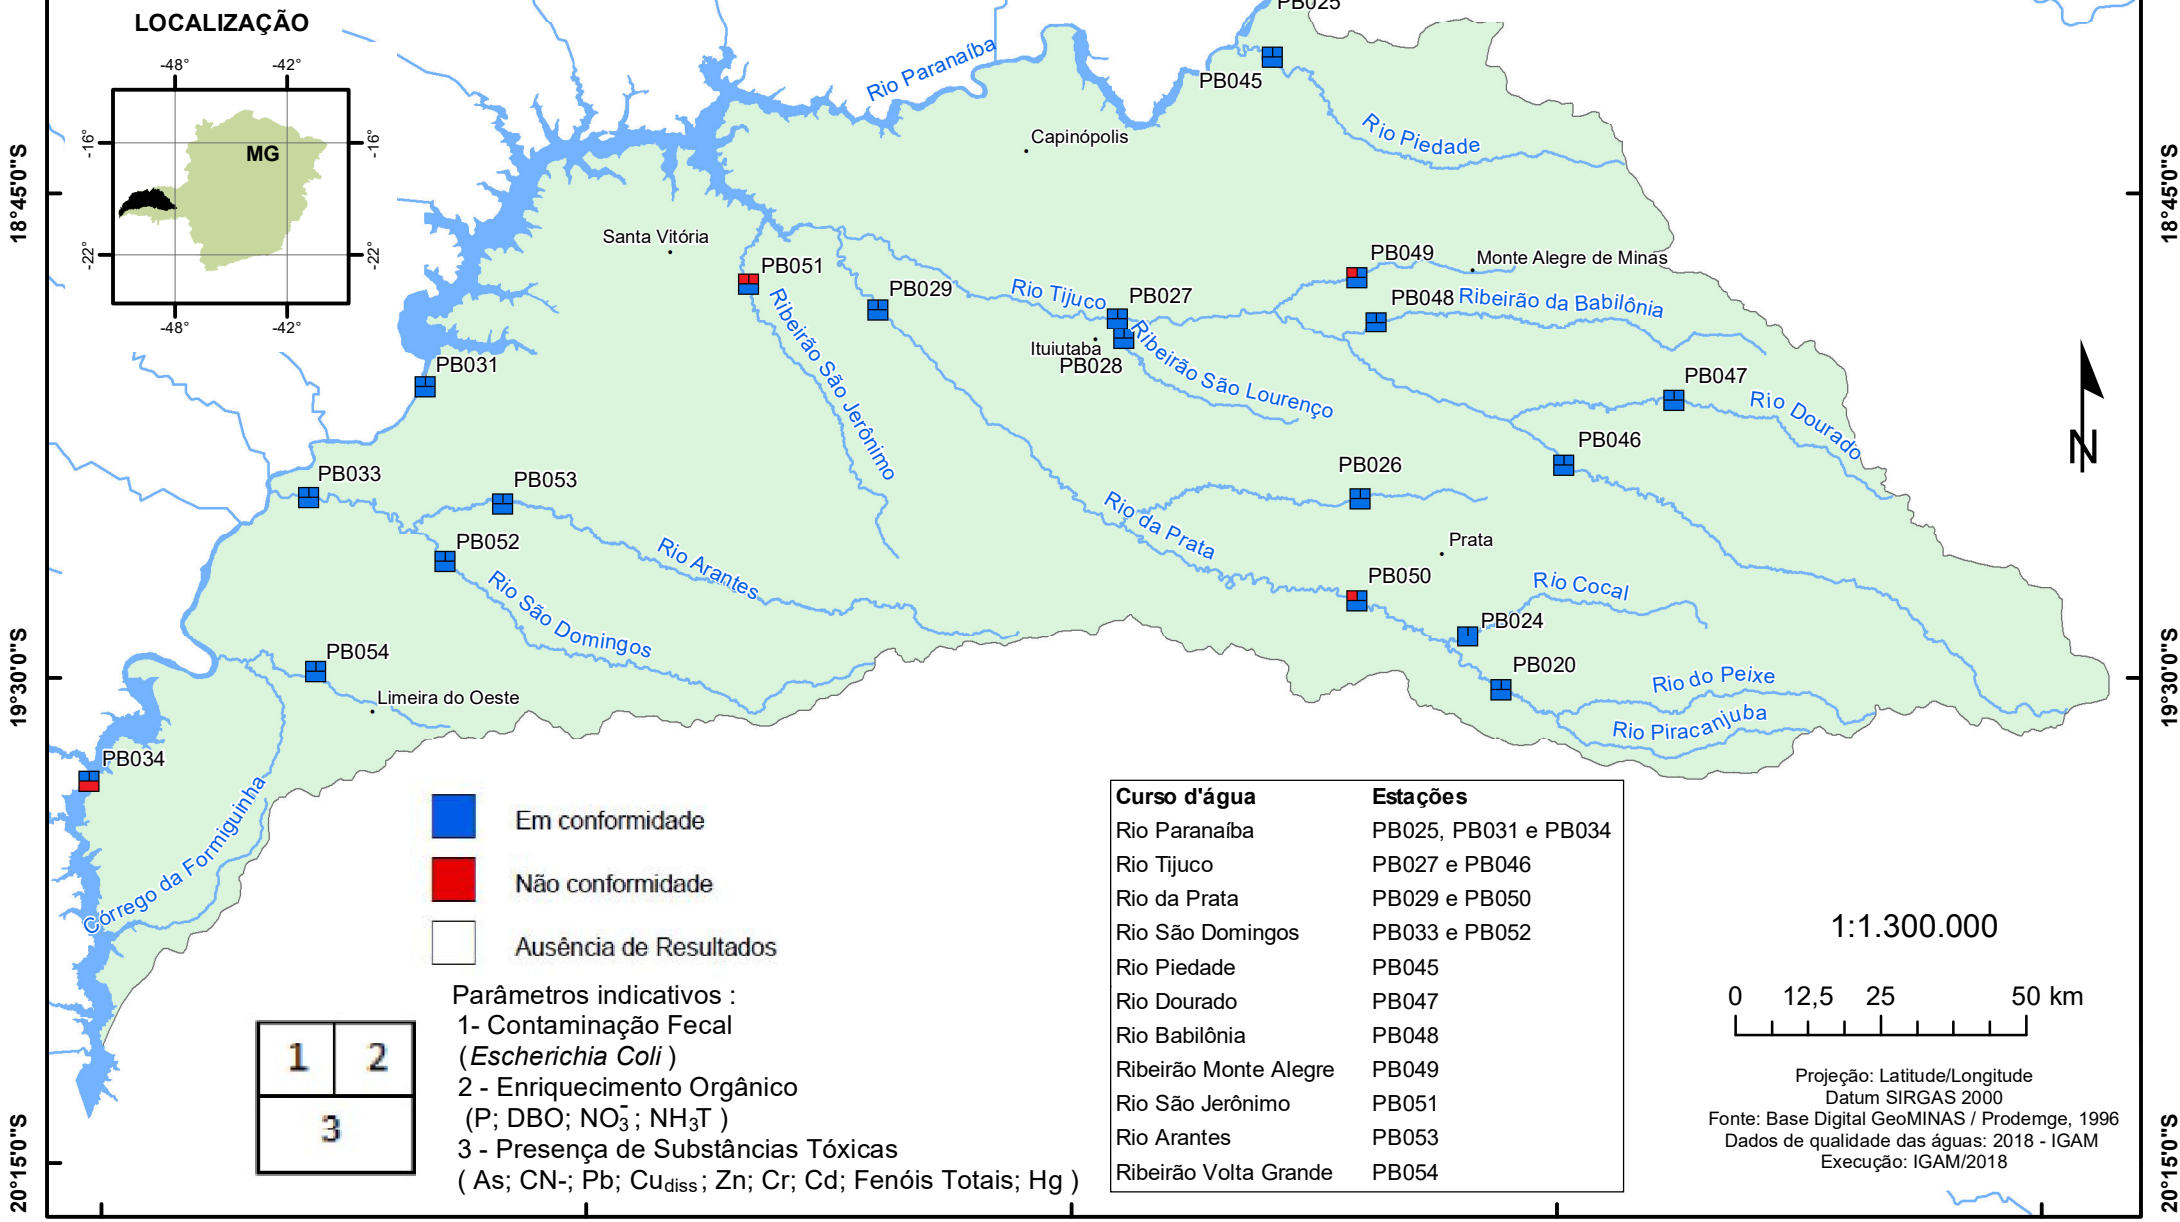 LOCALIZAÇÃO
-48°
-42°
-16°
-16°
MG
-22°
-22°
-48°
-42°
18°45'0"S
18°45'0"S
19°30'0"S
19°30'0"S
20°15'0"S
20°15'0"S
PB025
Rio Paranaíba
PB045
Capinópolis
Rio Piedade
Santa Vitória
PB051
PB049
Monte Alegre de Minas
PB029
Rio Tijuco
PB027
PB048
Ribeirão da Babilônia
Ituiutaba
PB028
Ribeirão São Lourenço
Ribeirão São Jerônimo
PB031
PB047
Rio Dourado
PB046
PB033
PB053
PB026
PB052
Rio Arantes
Rio da Prata
Prata
PB050
Rio São Domingos
Rio Cocal
PB024
PB054
PB020
Limeira do Oeste
Rio do Peixe
Rio Piracanjuba
PB034
Córrego da Formiguinha
N
Em conformidade
Não conformidade
Ausência de Resultados
1 2
3
Parâmetros indicativos :
1- Contaminação Fecal
(Escherichia Coli )
2 - Enriquecimento Orgânico
(P; DBO; NO3-; NH3T )
3 - Presença de Substâncias Tóxicas
( As; CN-; Pb; Cudiss; Zn; Cr; Cd; Fenóis Totais; Hg )
Curso d'água Estações
Rio Paranaíba PB025, PB031 e PB034
Rio Tijuco PB027 e PB046
Rio da Prata PB029 e PB050
Rio São Domingos PB033 e PB052
Rio Piedade PB045
Rio Dourado PB047
Rio Babilônia PB048
Ribeirão Monte Alegre PB049
Rio São Jerônimo PB051
Rio Arantes PB053
Ribeirão Volta Grande PB054
1:1.300.000
0 12,5 25 50 km
Projeção: Latitude/Longitude
Datum SIRGAS 2000
Fonte: Base Digital GeoMINAS / Prodemge, 1996
Dados de qualidade das águas: 2018 - IGAM
Execução: IGAM/2018